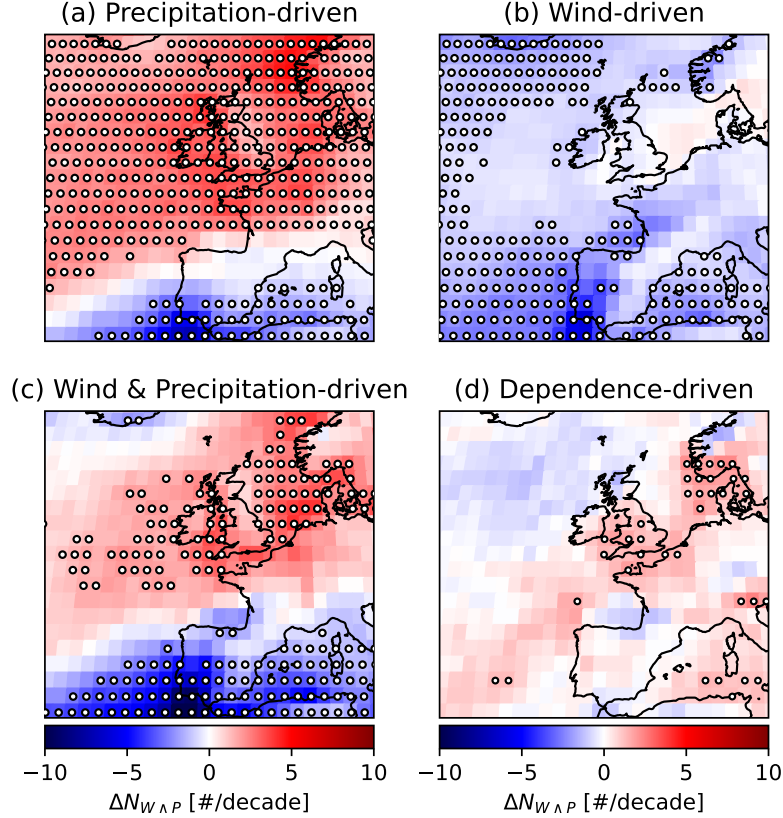 (a) Precipitation-driven
(b) Wind-driven
(c) Wind & Precipitation-driven
(d) Dependence-driven
−10 −5 0 5 10
ΔN_{W∧P} [#/decade]
−10 −5 0 5 10
ΔN_{W∧P} [#/decade]